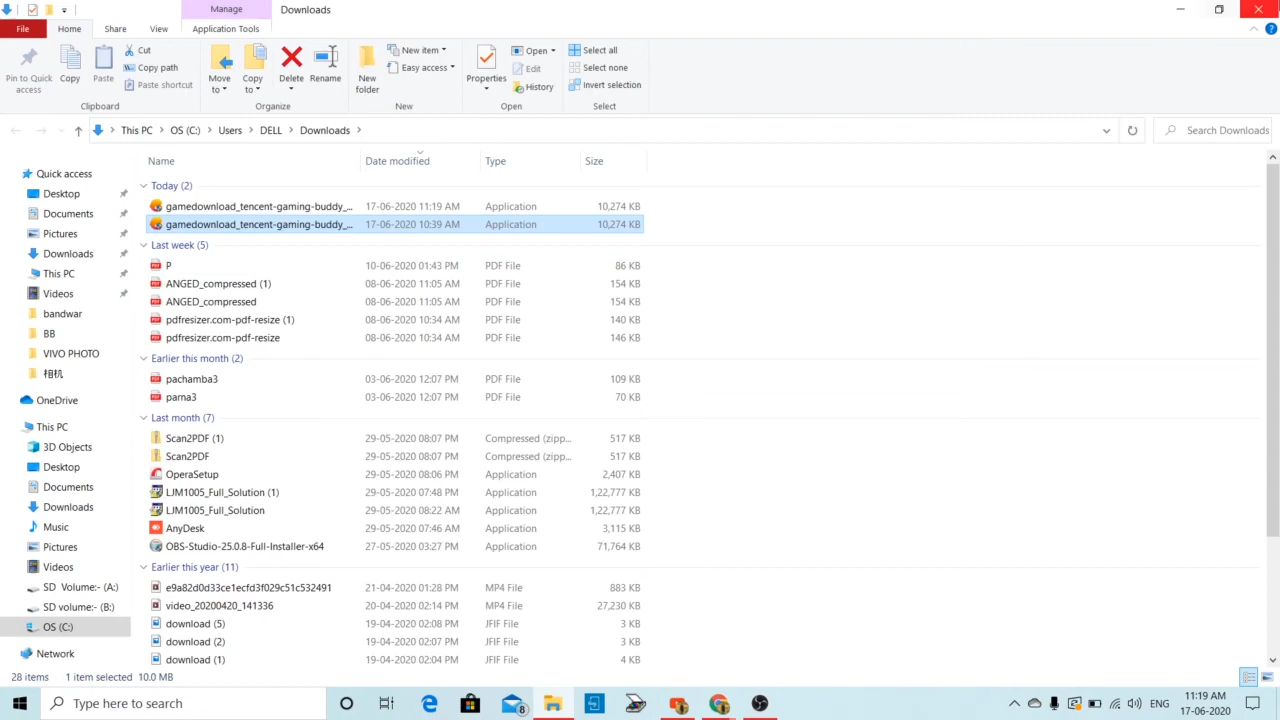 Manage
Downloads
File
Home
Share
View
Application Tools
Pin to Quick access
Copy
Paste
Cut
Copy path
Paste shortcut
Clipboard
Move to
Copy to
Delete
Rename
Organize
New folder
New item
Easy access
New
Properties
Open
Edit
History
Open
Select all
Select none
Invert selection
Select
This PC
OS (C:)
Users
DELL
Downloads
Search Downloads
Name
Date modified
Type
Size
Quick access
Desktop
Documents
Pictures
Downloads
This PC
Videos
bandwar
BB
VIVO PHOTO
相机
OneDrive
This PC
3D Objects
Desktop
Documents
Downloads
Music
Pictures
Videos
SD Volume:- (A:)
SD volume:- (B:)
OS (C:)
Network
Today (2)
gamedownload_tencent-gaming-buddy_... 17-06-2020 11:19 AM Application 10,274 KB
gamedownload_tencent-gaming-buddy_... 17-06-2020 10:39 AM Application 10,274 KB
Last week (5)
P 10-06-2020 01:43 PM PDF File 86 KB
ANGED_compressed (1) 08-06-2020 11:05 AM PDF File 154 KB
ANGED_compressed 08-06-2020 11:05 AM PDF File 154 KB
pdfresizer.com-pdf-resize (1) 08-06-2020 10:34 AM PDF File 140 KB
pdfresizer.com-pdf-resize 08-06-2020 10:34 AM PDF File 146 KB
Earlier this month (2)
pachamba3 03-06-2020 12:07 PM PDF File 109 KB
parna3 03-06-2020 12:07 PM PDF File 70 KB
Last month (7)
Scan2PDF (1) 29-05-2020 08:07 PM Compressed (zipp... 517 KB
Scan2PDF 29-05-2020 08:07 PM Compressed (zipp... 517 KB
OperaSetup 29-05-2020 08:06 PM Application 2,407 KB
LJM1005_Full_Solution (1) 29-05-2020 07:48 PM Application 1,22,777 KB
LJM1005_Full_Solution 29-05-2020 08:22 AM Application 1,22,777 KB
AnyDesk 29-05-2020 07:46 AM Application 3,115 KB
OBS-Studio-25.0.8-Full-Installer-x64 27-05-2020 03:27 PM Application 71,764 KB
Earlier this year (11)
e9a82d0d33ce1ecfd3f029c51c532491 21-04-2020 01:28 PM MP4 File 883 KB
video_20200420_141336 20-04-2020 02:14 PM MP4 File 27,230 KB
download (5) 19-04-2020 02:08 PM JFIF File 3 KB
download (2) 19-04-2020 02:07 PM JFIF File 3 KB
download (1) 19-04-2020 02:04 PM JFIF File 4 KB
28 items 1 item selected 10.0 MB
Type here to search
8
ENG
11:19 AM
17-06-2020